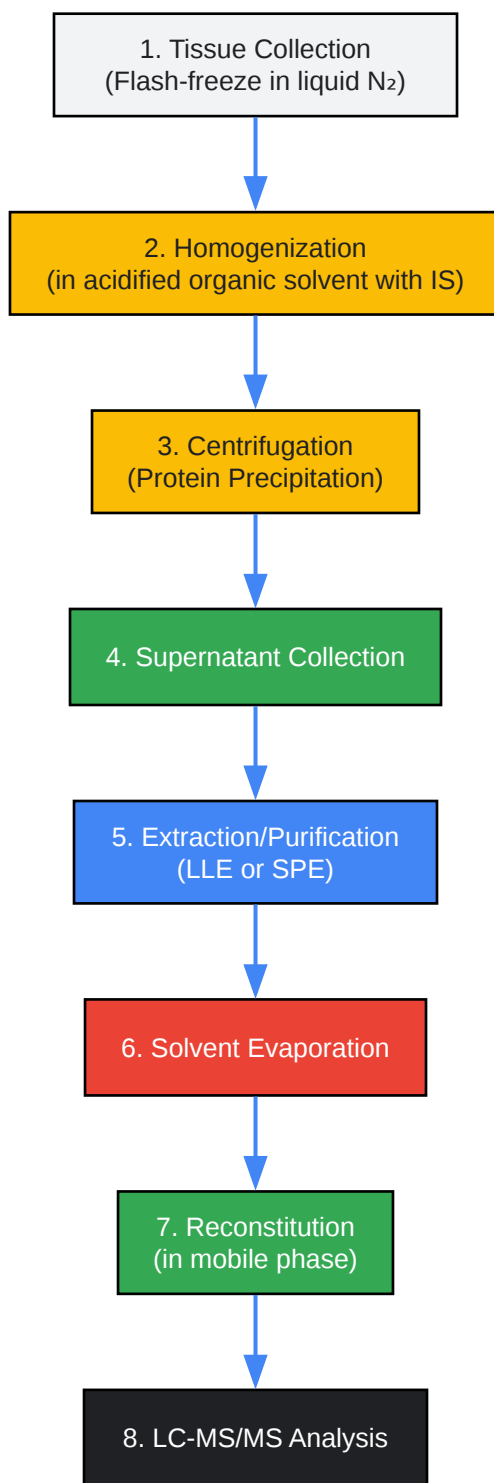 1. Tissue Collection
(Flash-freeze in liquid N₂)
2. Homogenization
(in acidified organic solvent with IS)
3. Centrifugation
(Protein Precipitation)
4. Supernatant Collection
5. Extraction/Purification
(LLE or SPE)
6. Solvent Evaporation
7. Reconstitution
(in mobile phase)
8. LC-MS/MS Analysis